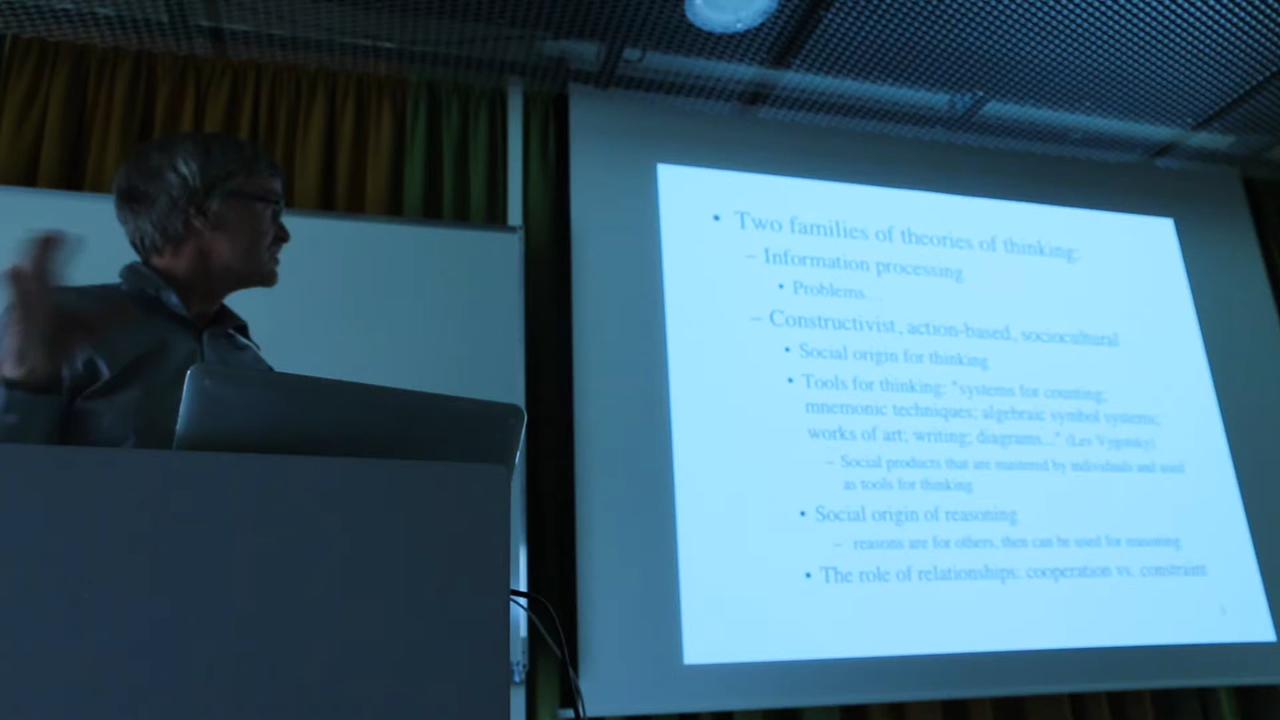 • Two families of theories of thinking:
– Information processing
• Problems…
– Constructivist, action-based, sociocultural
• Social origin for thinking
• Tools for thinking: "systems for counting;
mnemonic techniques; algebraic symbol systems;
works of art; writing; diagrams..." (Lev Vygotsky)
– Social products that are mastered by individuals and used
as tools for thinking
• Social origin of reasoning
– reasons are for others, then can be used for reasoning
• The role of relationships: cooperation vs. constraint